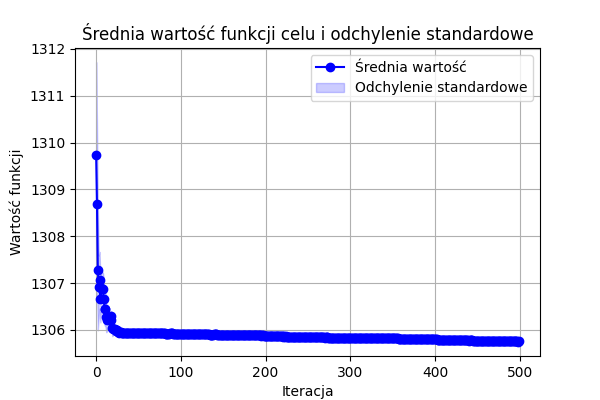 Średnia wartość funkcji celu i odchylenie standardowe
1312
1311
1310
1309
1308
1307
1306
Wartość funkcji
Średnia wartość
Odchylenie standardowe
0 100 200 300 400 500
Iteracja